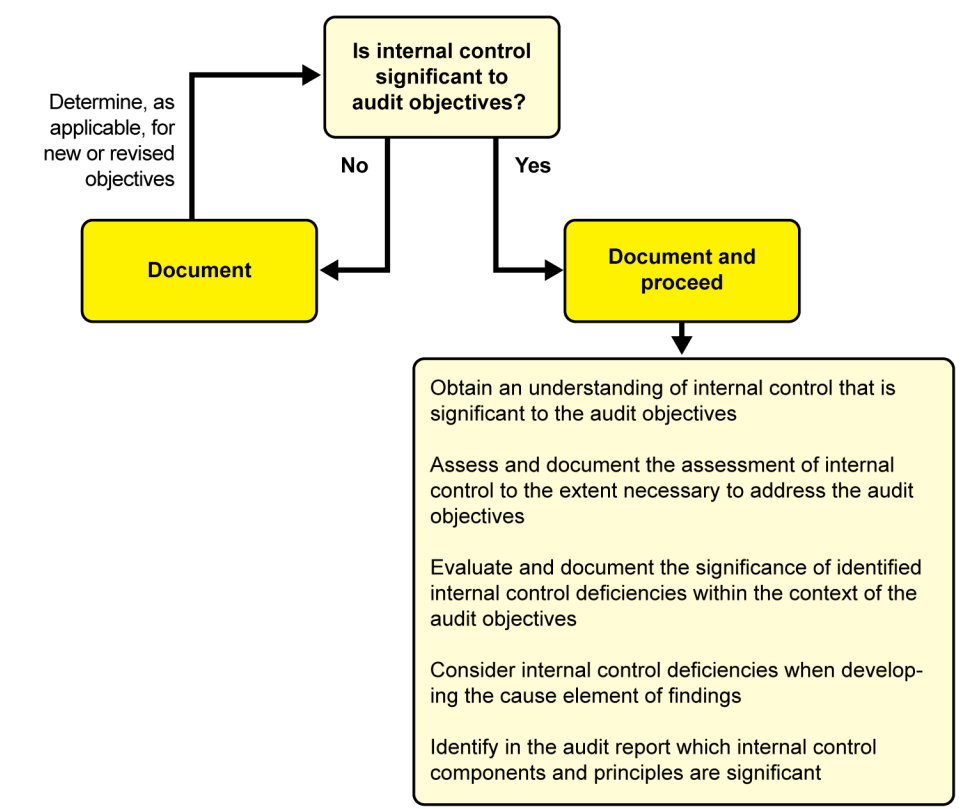 Is internal control
significant to
audit objectives?
Determine, as
applicable, for
new or revised
objectives
No
Yes
Document
Document and
proceed
Obtain an understanding of internal control that is
significant to the audit objectives
Assess and document the assessment of internal
control to the extent necessary to address the audit
objectives
Evaluate and document the significance of identified
internal control deficiencies within the context of the
audit objectives
Consider internal control deficiencies when develop-
ing the cause element of findings
Identify in the audit report which internal control
components and principles are significant